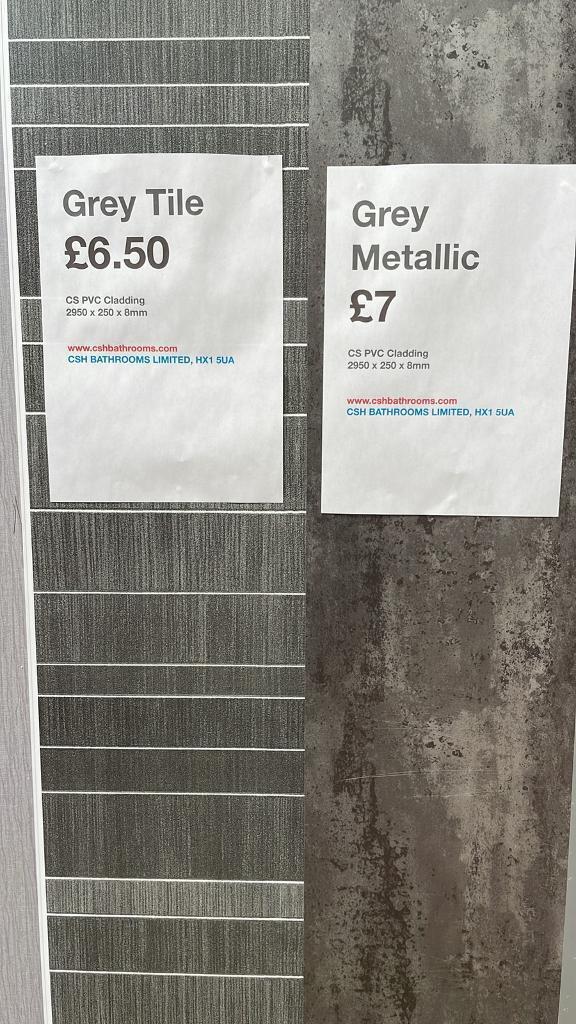 Grey Tile
£6.50
CS PVC Cladding
2950 x 250 x 8mm
www.cshbathrooms.com
CSH BATHROOMS LIMITED, HX1 5UA
Grey
Metallic
£7
CS PVC Cladding
2950 x 250 x 8mm
www.cshbathrooms.com
CSH BATHROOMS LIMITED, HX1 5UA